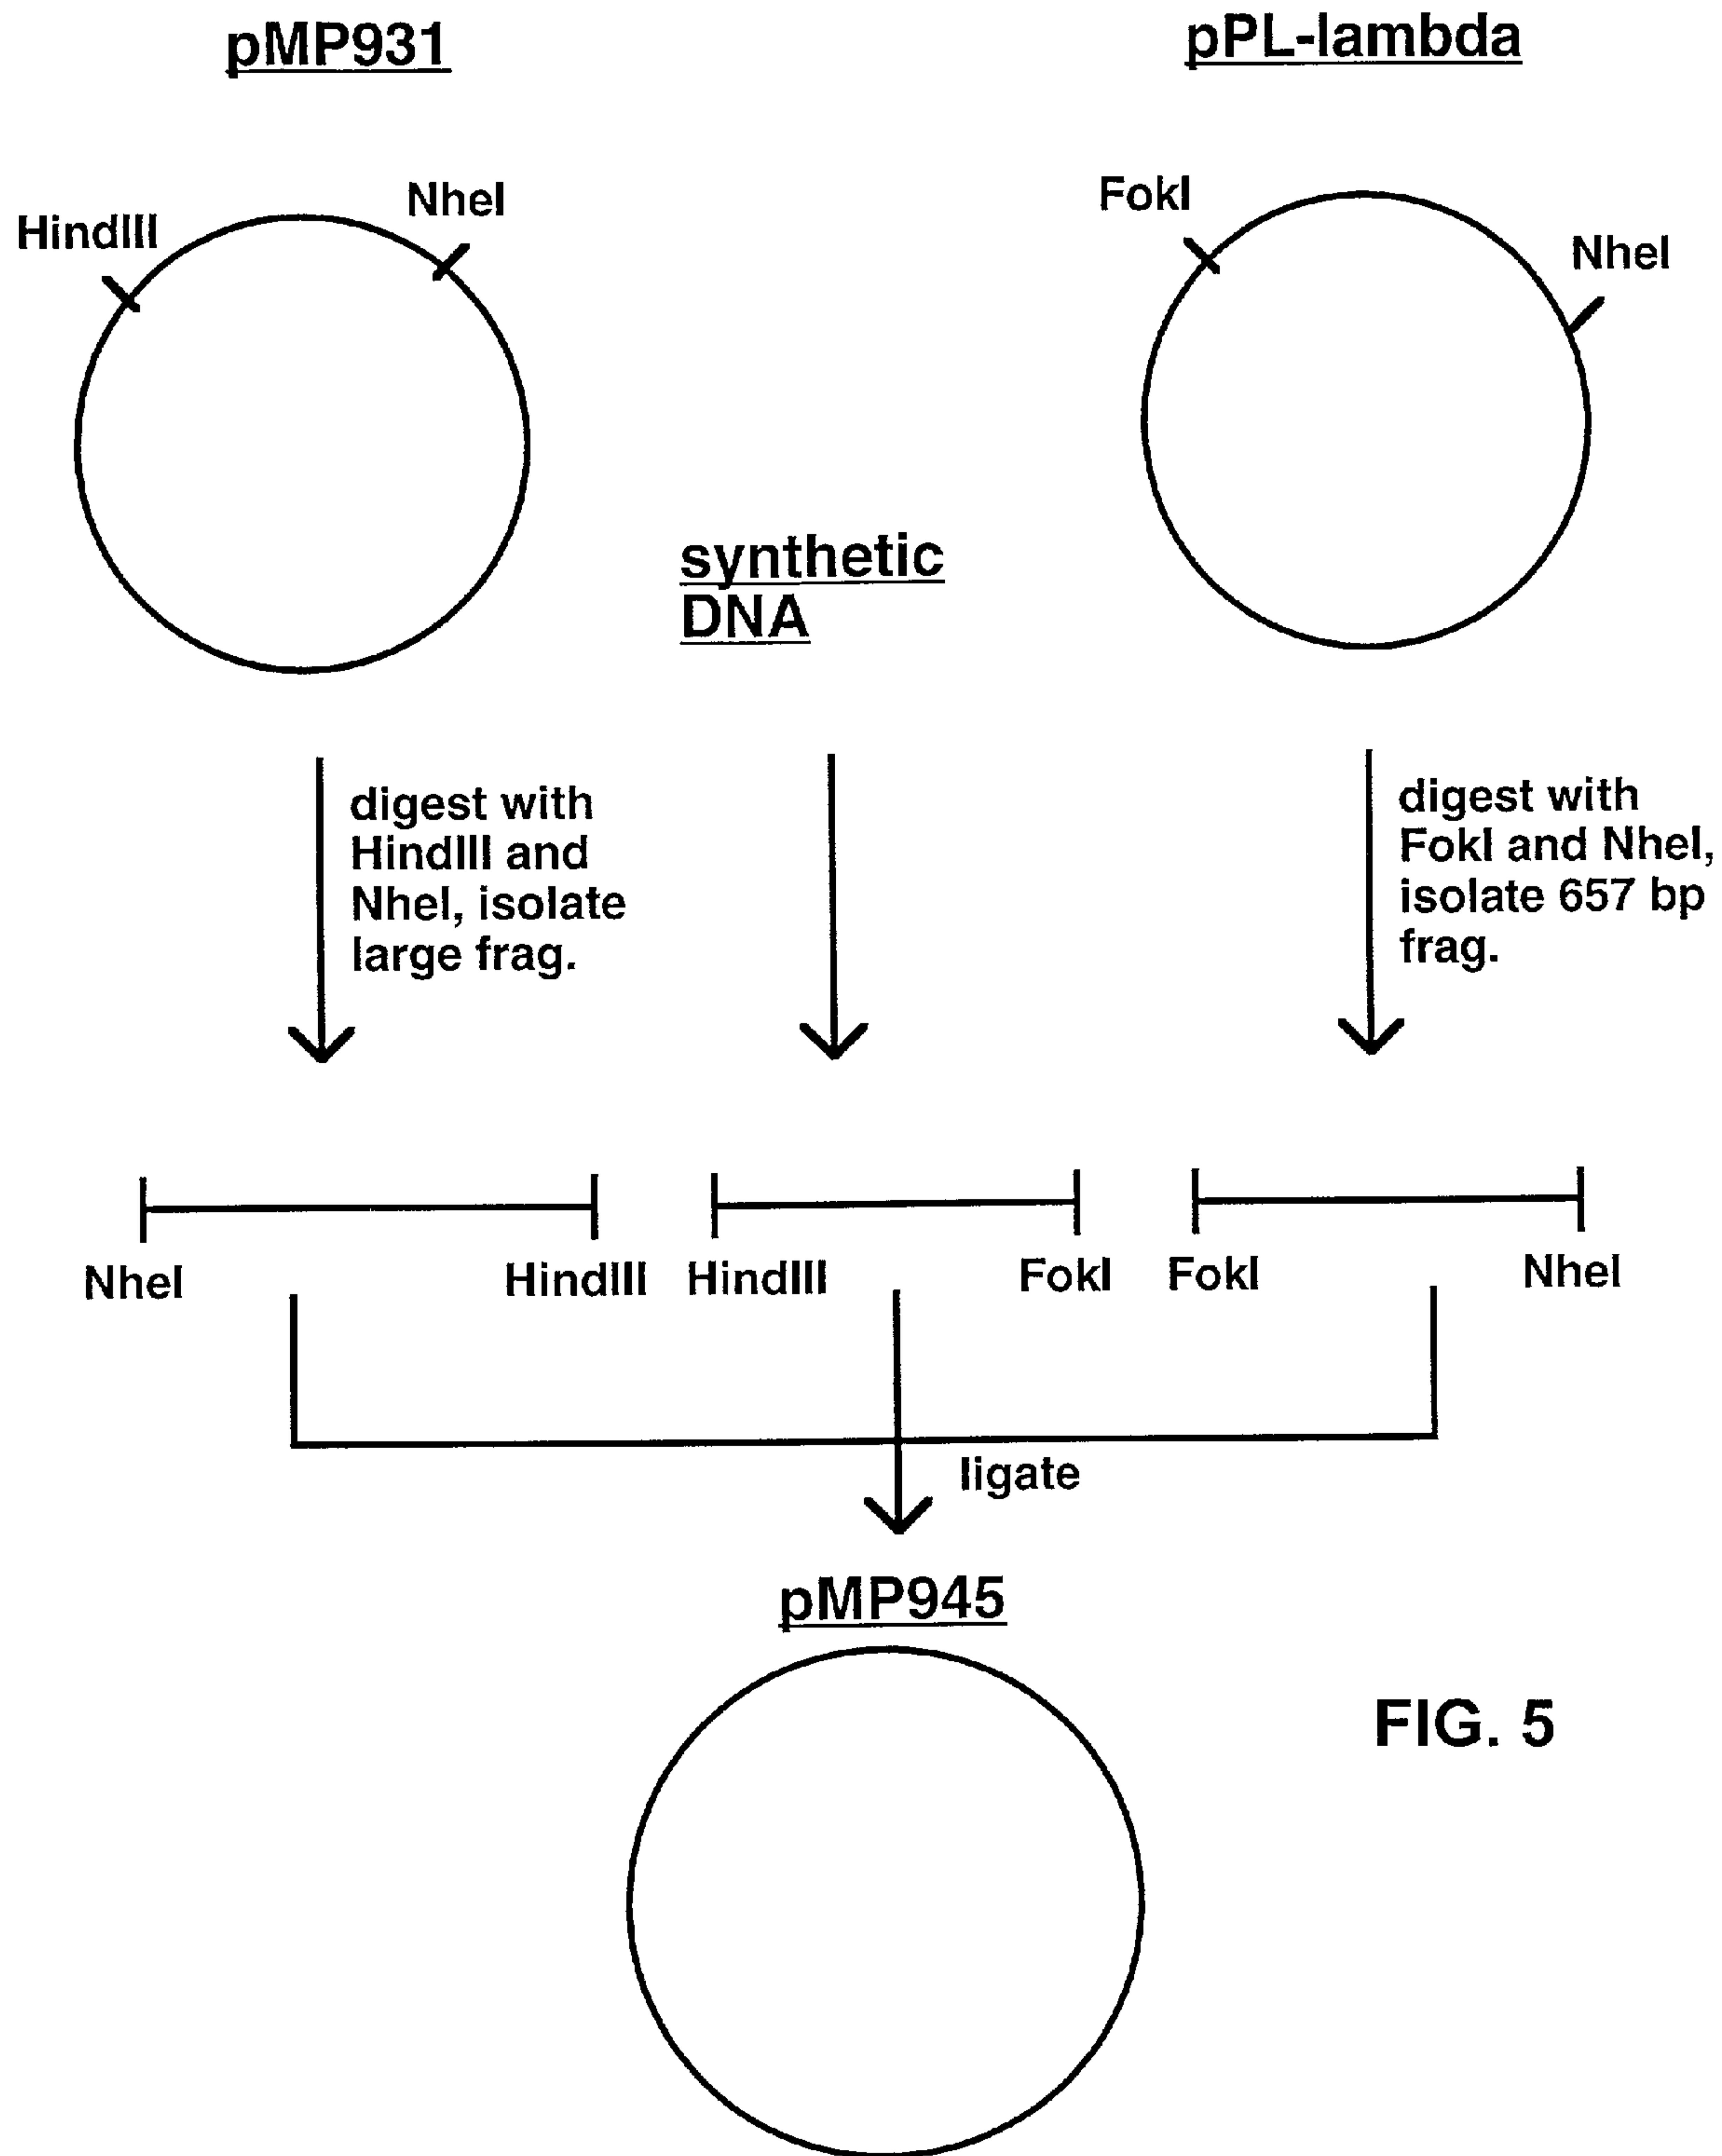 pMP931
pPL-lambda
HindIII
NheI
FokI
NheI
synthetic
DNA
digest with
HindIII and
NheI, isolate
large frag.
digest with
FokI and NheI,
isolate 657 bp
frag.
NheI
HindIII
HindIII
FokI
FokI
NheI
ligate
pMP945
FIG. 5